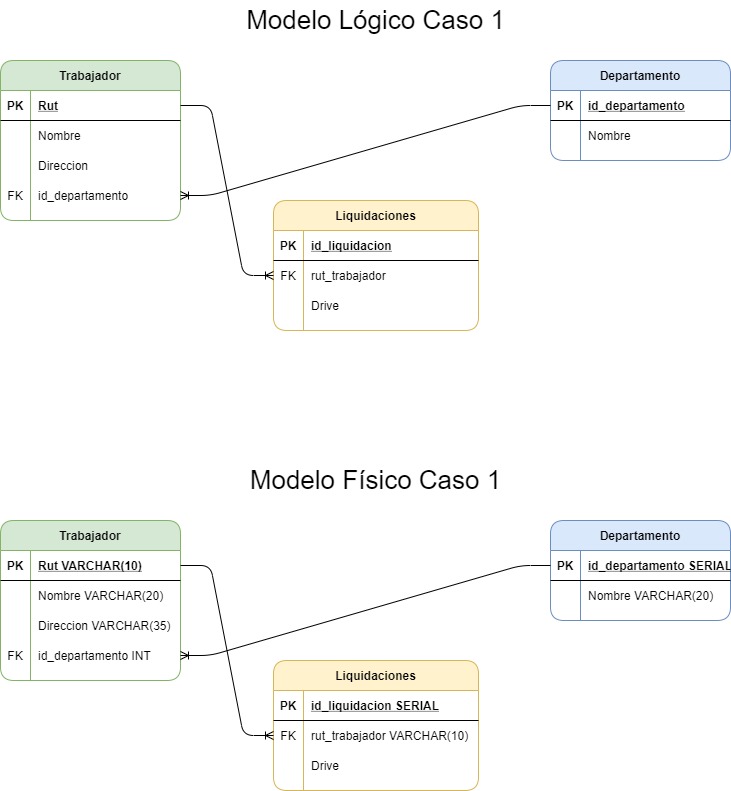 Modelo Lógico Caso 1
Trabajador
PK Rut
Nombre
Direccion
FK id_departamento
Departamento
PK id_departamento
Nombre
Liquidaciones
PK id_liquidacion
FK rut_trabajador
Drive
Modelo Físico Caso 1
Trabajador
PK Rut VARCHAR(10)
Nombre VARCHAR(20)
Direccion VARCHAR(35)
FK id_departamento INT
Departamento
PK id_departamento SERIAL
Nombre VARCHAR(20)
Liquidaciones
PK id_liquidacion SERIAL
FK rut_trabajador VARCHAR(10)
Drive